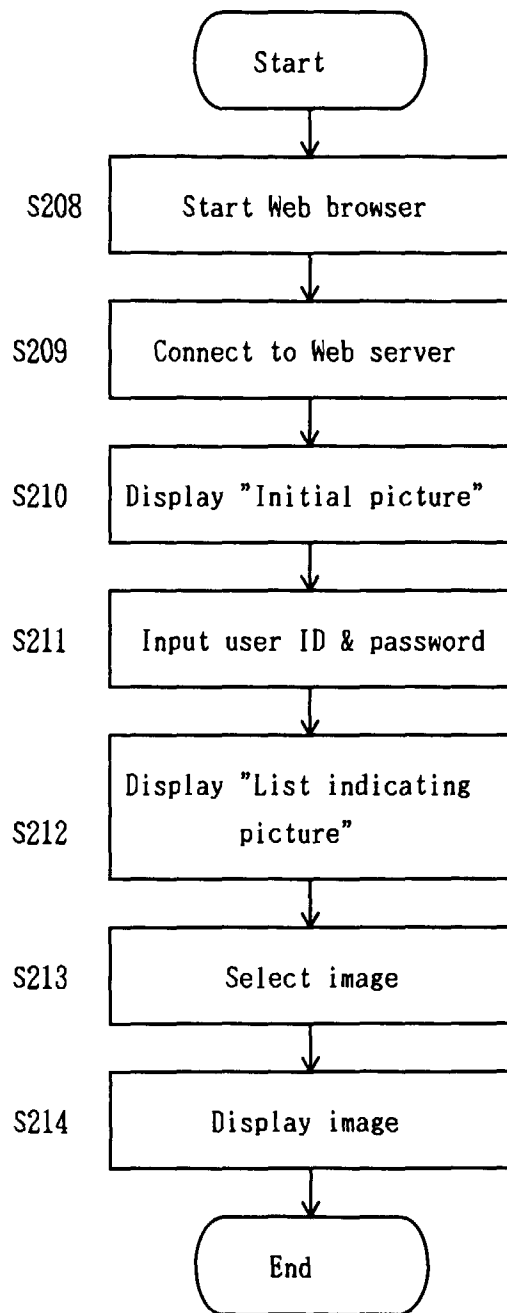 Start
S208 Start Web browser
S209 Connect to Web server
S210 Display "Initial picture"
S211 Input user ID & password
Display "List indicating
S212 picture"
S213 Select image
S214 Display image
End